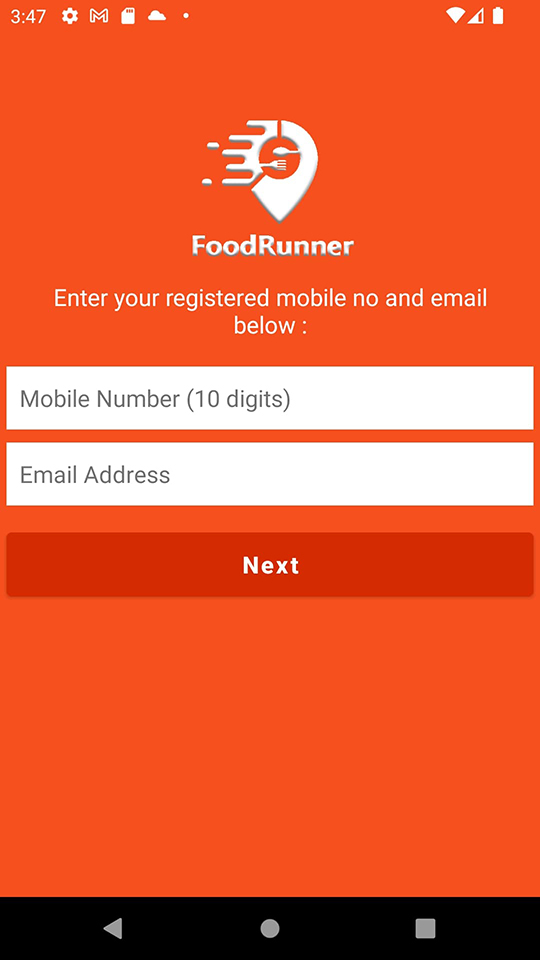 3:47
FoodRunner
Enter your registered mobile no and email
below :
Mobile Number (10 digits)
Email Address
Next